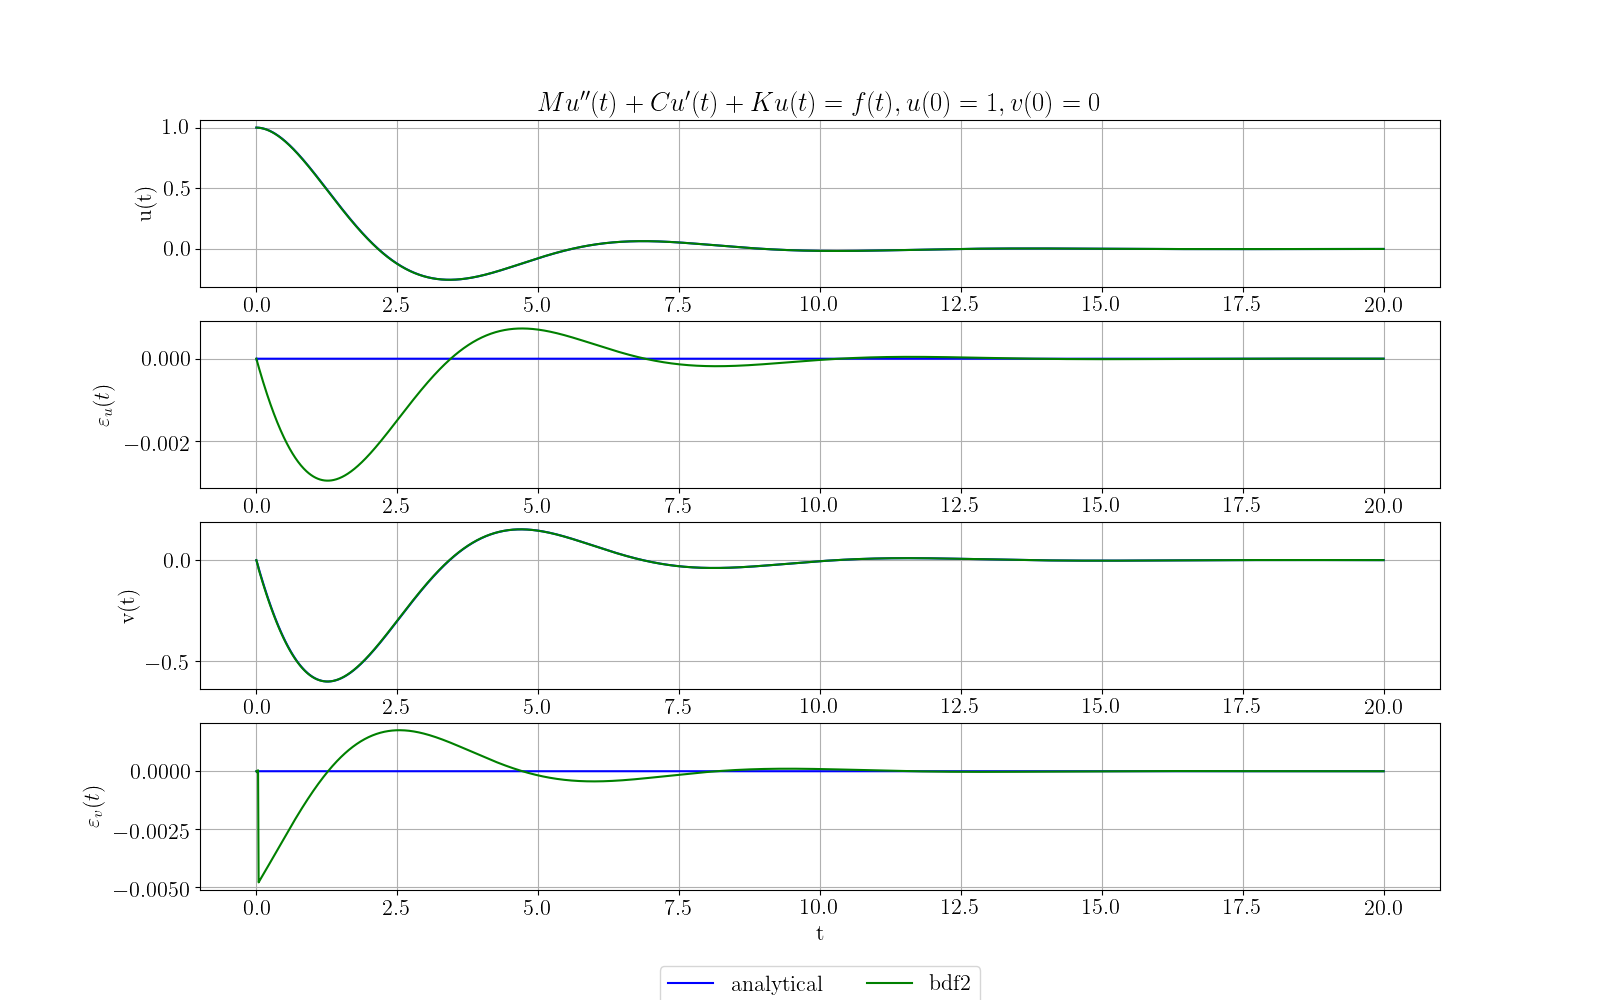 Mu''(t) + Cu'(t) + Ku(t) = f(t), u(0) = 1, v(0) = 0
u(t)
1.0
0.5
0.0
0.0 2.5 5.0 7.5 10.0 12.5 15.0 17.5 20.0
ε_u(t)
0.000
−0.002
0.0 2.5 5.0 7.5 10.0 12.5 15.0 17.5 20.0
v(t)
0.0
−0.5
0.0 2.5 5.0 7.5 10.0 12.5 15.0 17.5 20.0
ε_v(t)
0.0000
−0.0025
−0.0050
0.0 2.5 5.0 7.5 10.0 12.5 15.0 17.5 20.0
t
analytical bdf2